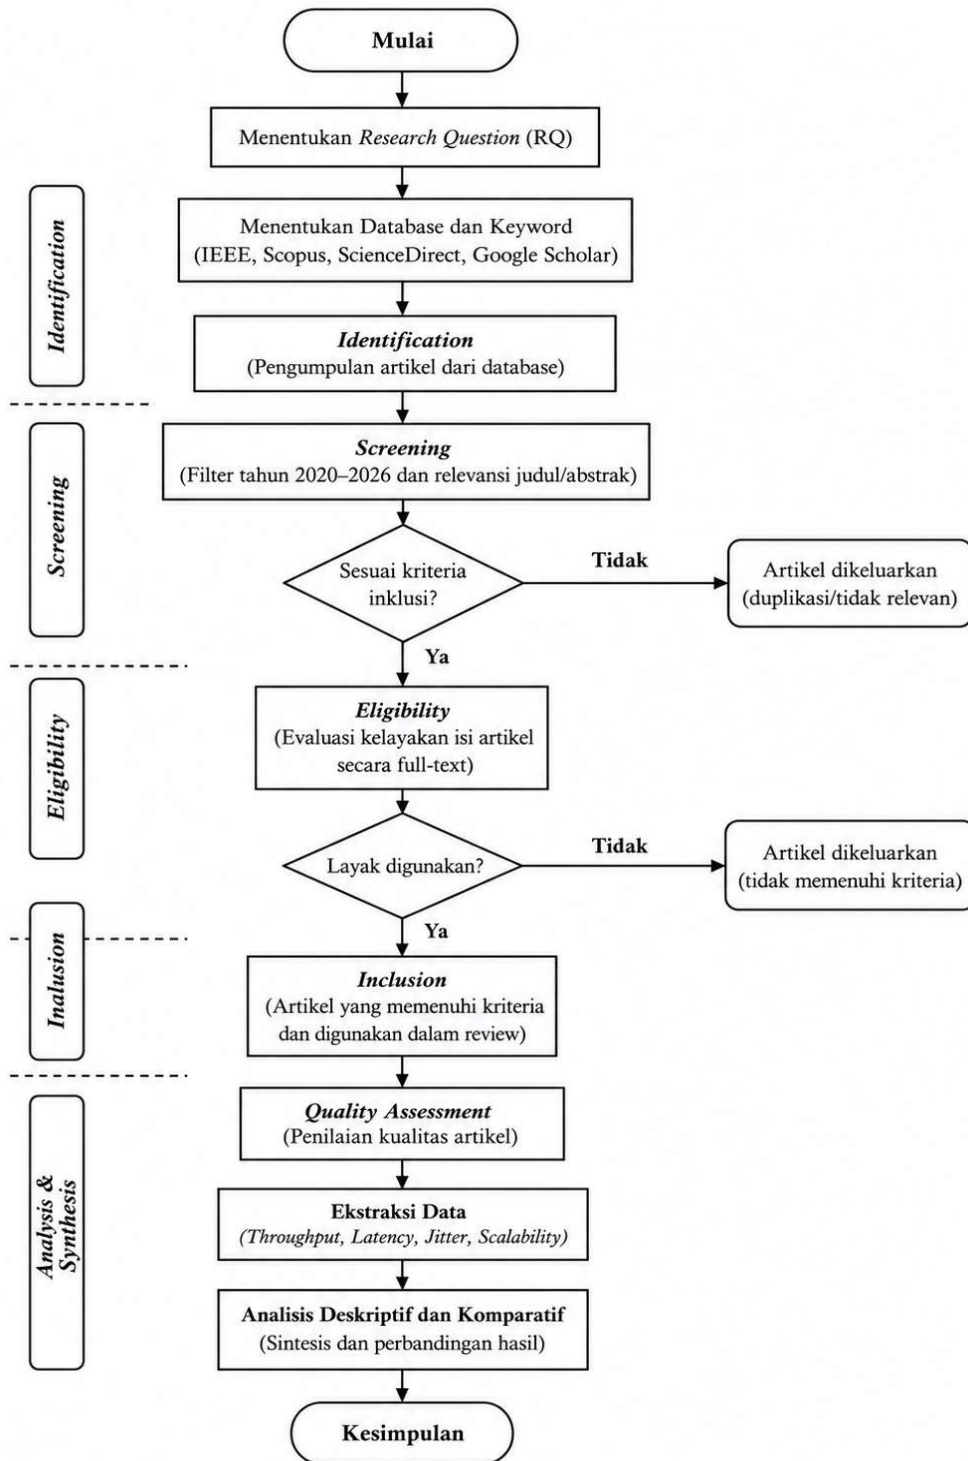 Mulai
Menentukan Research Question (RQ)
Identification
Menentukan Database dan Keyword
(IEEE, Scopus, ScienceDirect, Google Scholar)
Identification
(Pengumpulan artikel dari database)
Screening
Screening
(Filter tahun 2020–2026 dan relevansi judul/abstrak)
Sesuai kriteria
inklusi?
Tidak
Artikel dikeluarkan
(duplikasi/tidak relevan)
Ya
Eligibility
Eligibility
(Evaluasi kelayakan isi artikel
secara full-text)
Layak digunakan?
Tidak
Artikel dikeluarkan
(tidak memenuhi kriteria)
Ya
Inalusion
Inclusion
(Artikel yang memenuhi kriteria
dan digunakan dalam review)
Analysis &
Synthesis
Quality Assessment
(Penilaian kualitas artikel)
Ekstraksi Data
(Throughput, Latency, Jitter, Scalability)
Analisis Deskriptif dan Komparatif
(Sintesis dan perbandingan hasil)
Kesimpulan